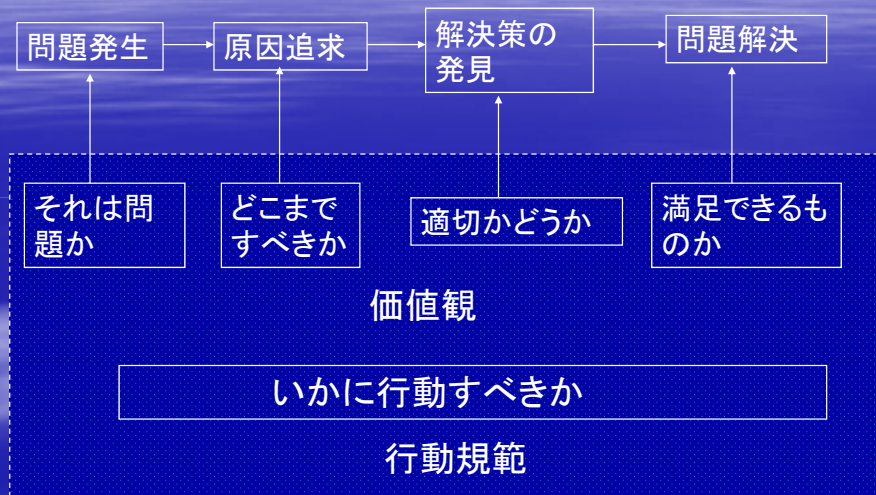 問題発生
原因追求
解決策の
発見
問題解決
それは問
題か
どこまで
すべきか
適切かどうか
満足できるも
のか
価値観
いかに行動すべきか
行動規範